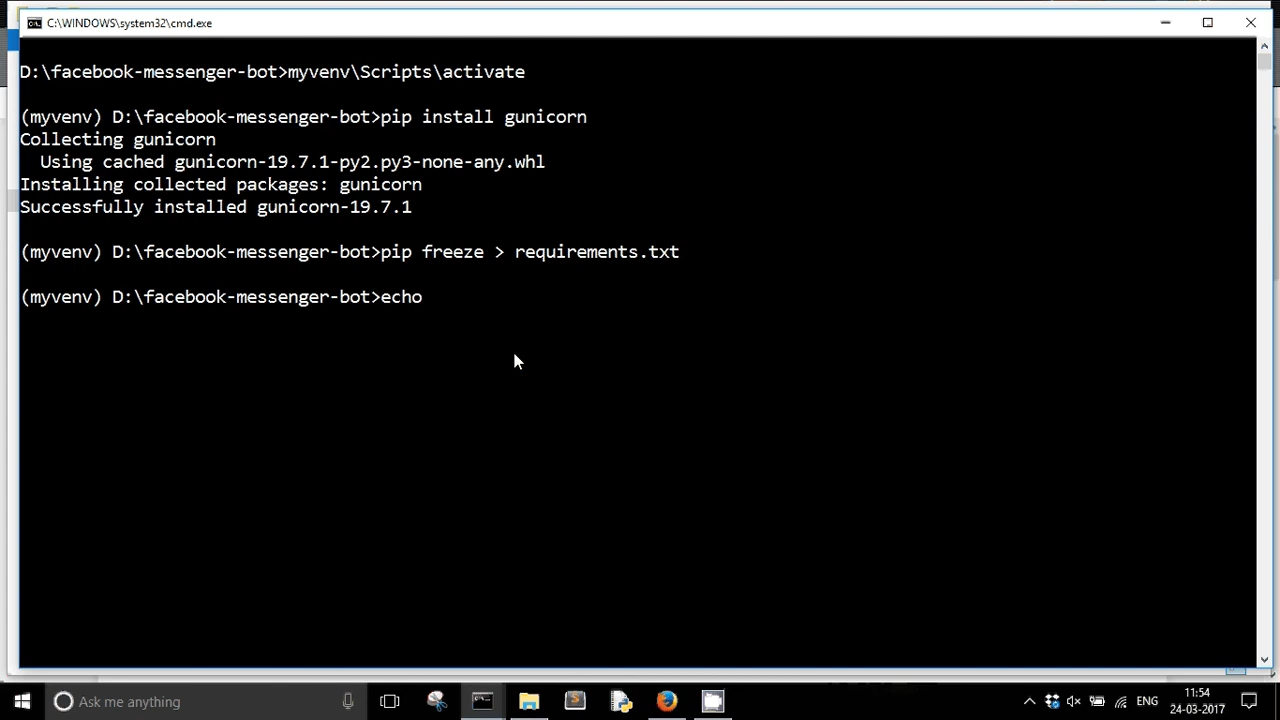 C:\WINDOWS\system32\cmd.exe
D:\facebook-messenger-bot>myvenv\Scripts\activate
(myvenv) D:\facebook-messenger-bot>pip install gunicorn
Collecting gunicorn
  Using cached gunicorn-19.7.1-py2.py3-none-any.whl
Installing collected packages: gunicorn
Successfully installed gunicorn-19.7.1
(myvenv) D:\facebook-messenger-bot>pip freeze > requirements.txt
(myvenv) D:\facebook-messenger-bot>echo
Ask me anything
ENG
11:54
24-03-2017